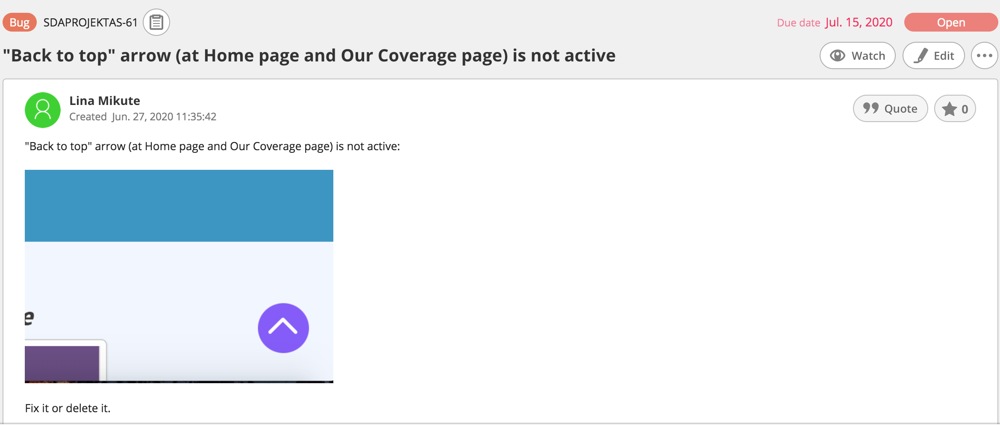 Bug SDAPROJEKTAS-61 Due date Jul. 15, 2020 Open
"Back to top" arrow (at Home page and Our Coverage page) is not active Watch Edit
Lina Mikute
Created Jun. 27, 2020 11:35:42 Quote 0
"Back to top" arrow (at Home page and Our Coverage page) is not active:
e
Fix it or delete it.